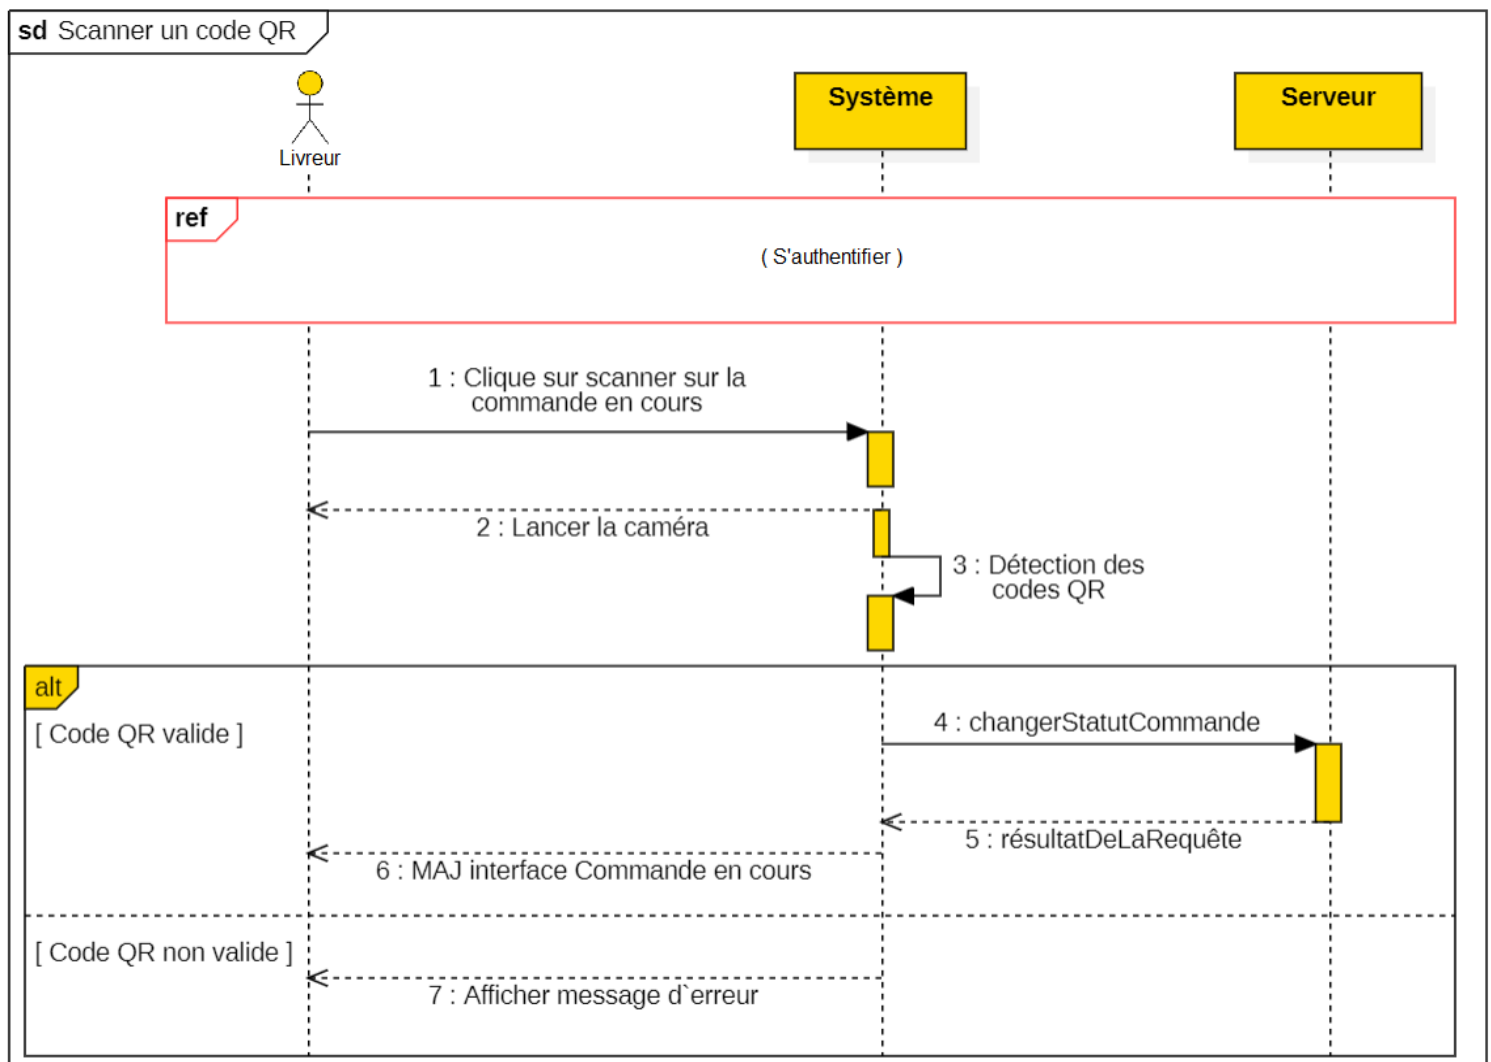 sd Scanner un code QR
Livreur
Système
Serveur
ref
( S'authentifier )
1 : Clique sur scanner sur la
commande en cours
2 : Lancer la caméra
3 : Détection des
codes QR
alt
[ Code QR valide ]
4 : changerStatutCommande
5 : résultatDeLaRequête
6 : MAJ interface Commande en cours
[ Code QR non valide ]
7 : Afficher message d`erreur